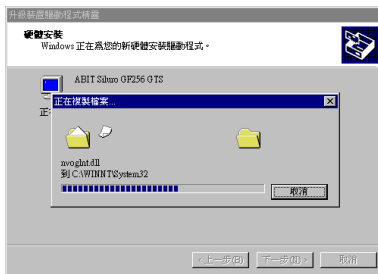 升級裝置驅動程式精靈
硬體安裝
Windows 正在為您的新硬體安裝驅動程式。
ABIT Siluro GF256 GTS
正在複製檔案...
nvoglnt.dll
到 C:\WINNT\System32
取消
< 上一步(B)
下一步(N) >
取消